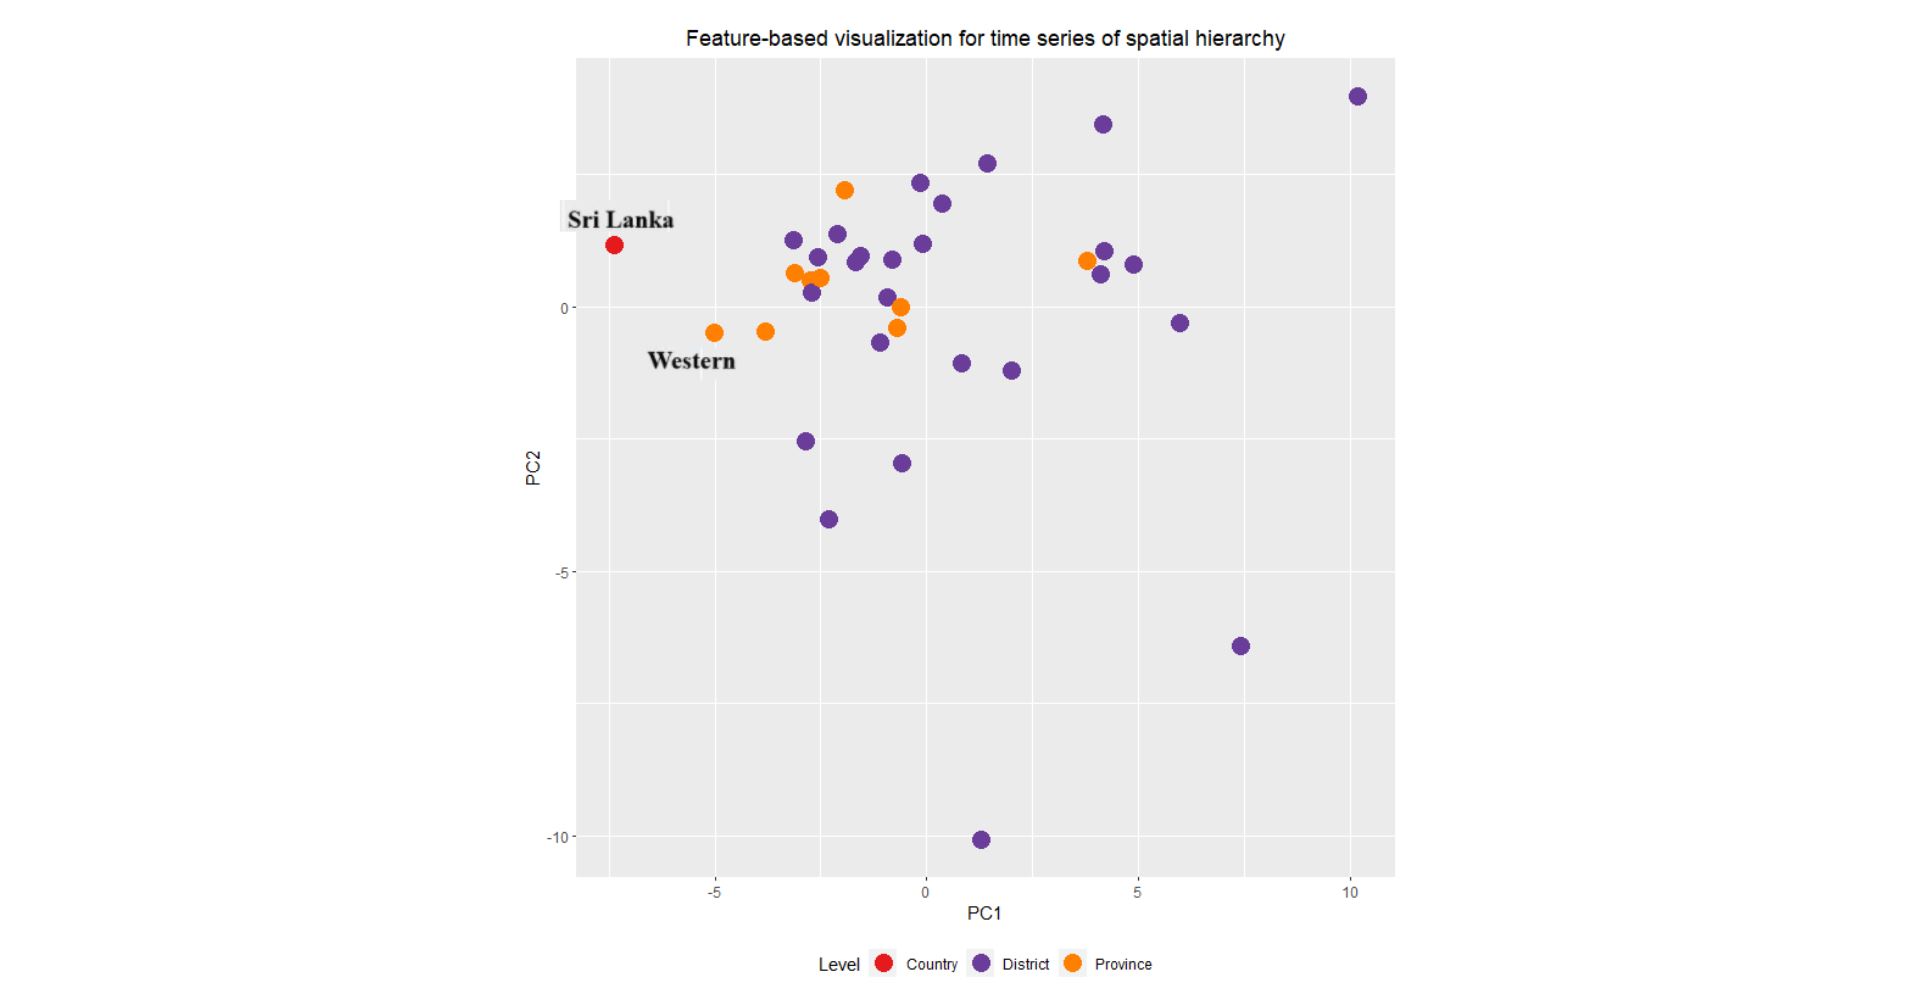 Feature-based visualization for time series of spatial hierarchy
Sri Lanka
0
Western
PC2
-5
-10
-5 0 5 10
PC1
Level Country District Province